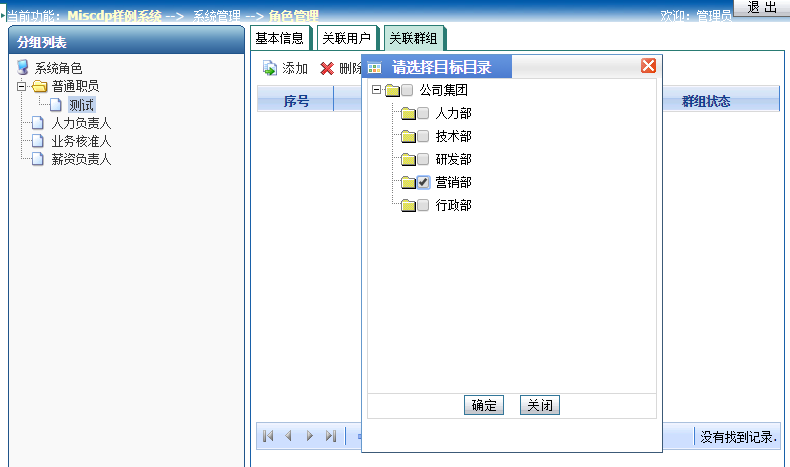 当前功能：Miscdp样例系统 --> 系统管理 --> 角色管理
欢迎：管理员
退出
分组列表
系统角色
普通职员
测试
人力负责人
业务核准人
薪资负责人
基本信息 关联用户 关联群组
添加 删除
序号 群组状态
请选择目标目录
公司集团
人力部
技术部
研发部
营销部
行政部
确定 关闭
没有找到记录.